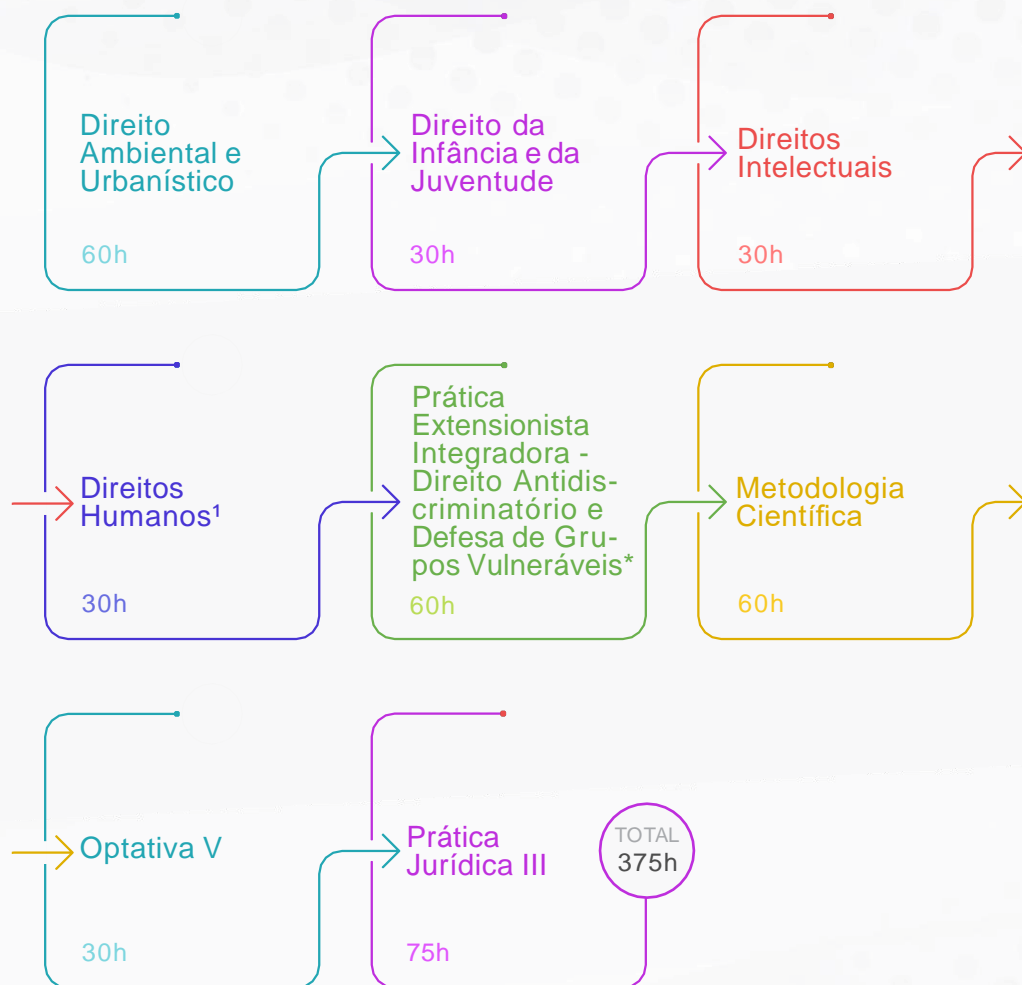 Direito
Ambiental e
Urbanístico
60h
Direito da
Infância e da
Juventude
30h
Direitos
Intelectuais
30h
Direitos
Humanos¹
30h
Prática
Extensionista
Integradora -
Direito Antidis-
criminatório e
Defesa de Gru-
pos Vulneráveis*
60h
Metodologia
Científica
60h
Optativa V
30h
Prática
Jurídica III
75h
TOTAL
375h